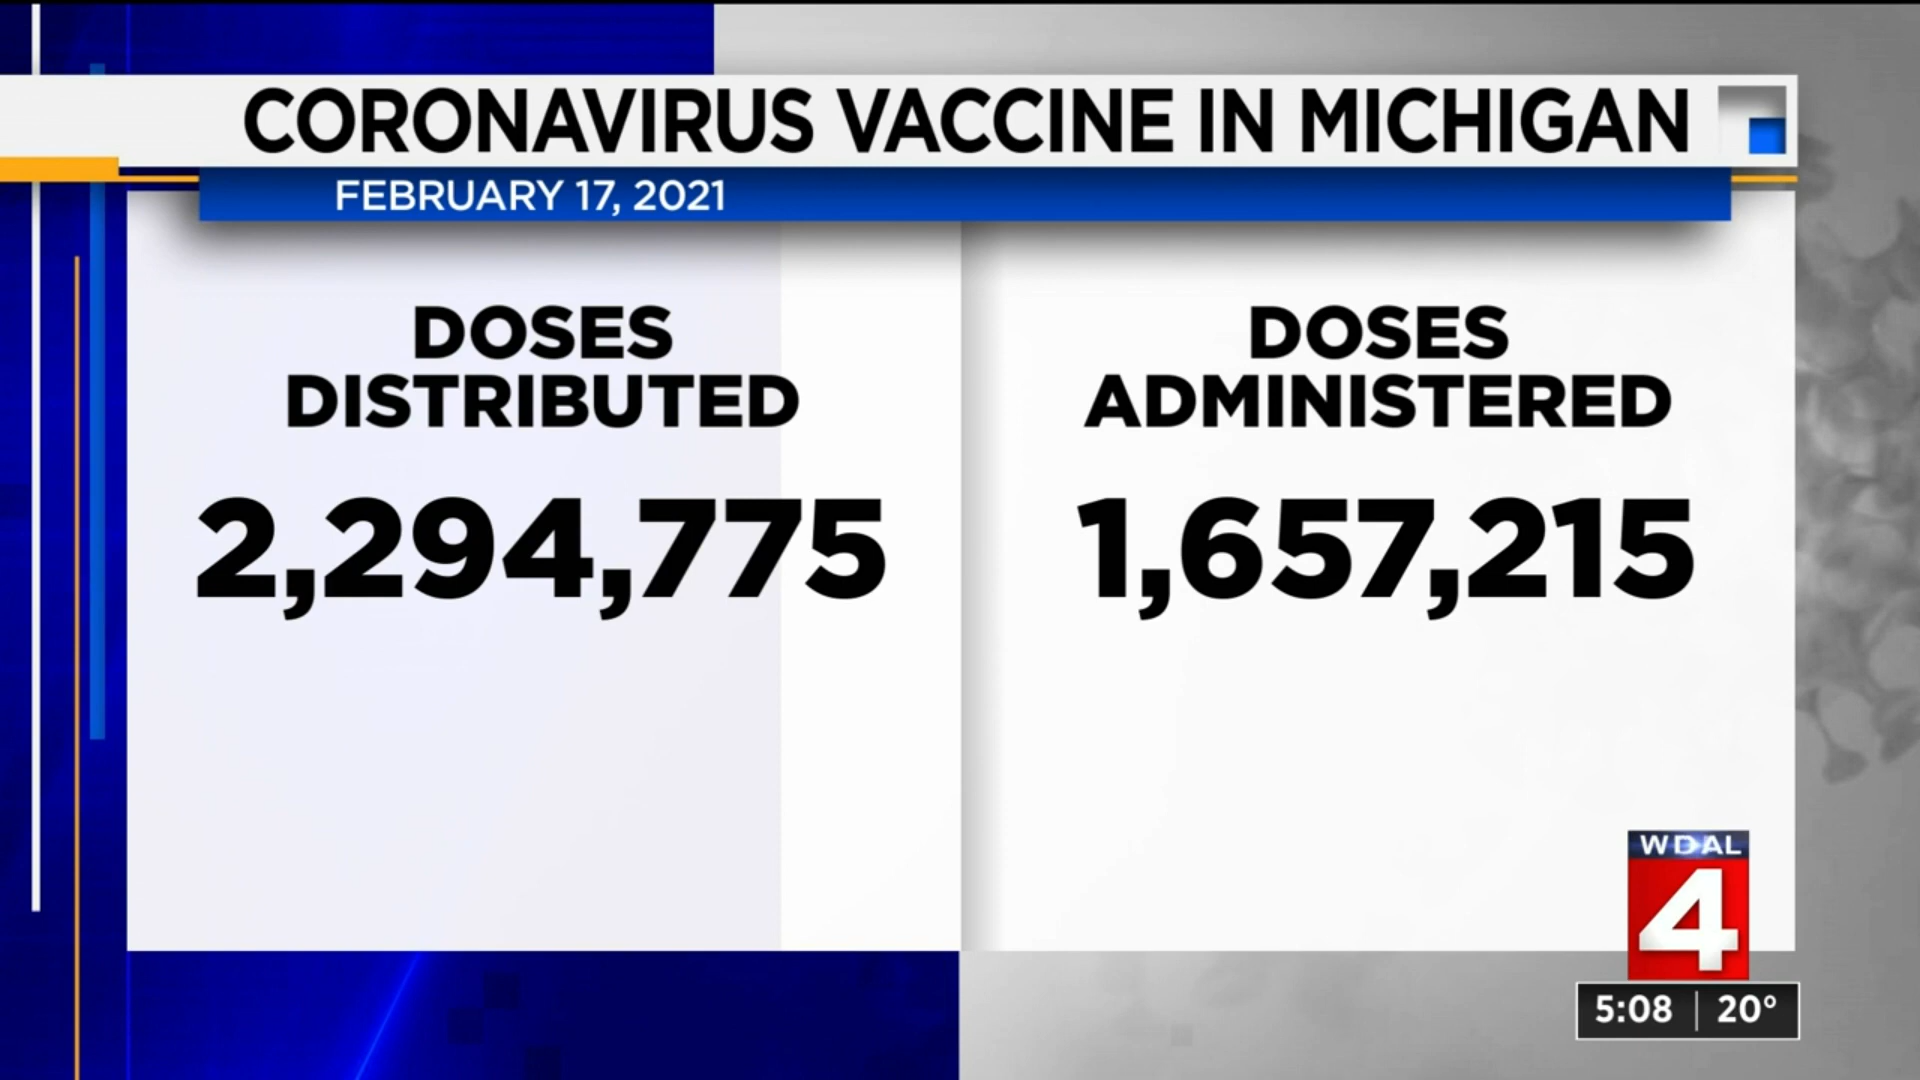 CORONAVIRUS VACCINE IN MICHIGAN
FEBRUARY 17, 2021
DOSES
DISTRIBUTED
2,294,775
DOSES
ADMINISTERED
1,657,215
WDAL
4
5:08 | 20°